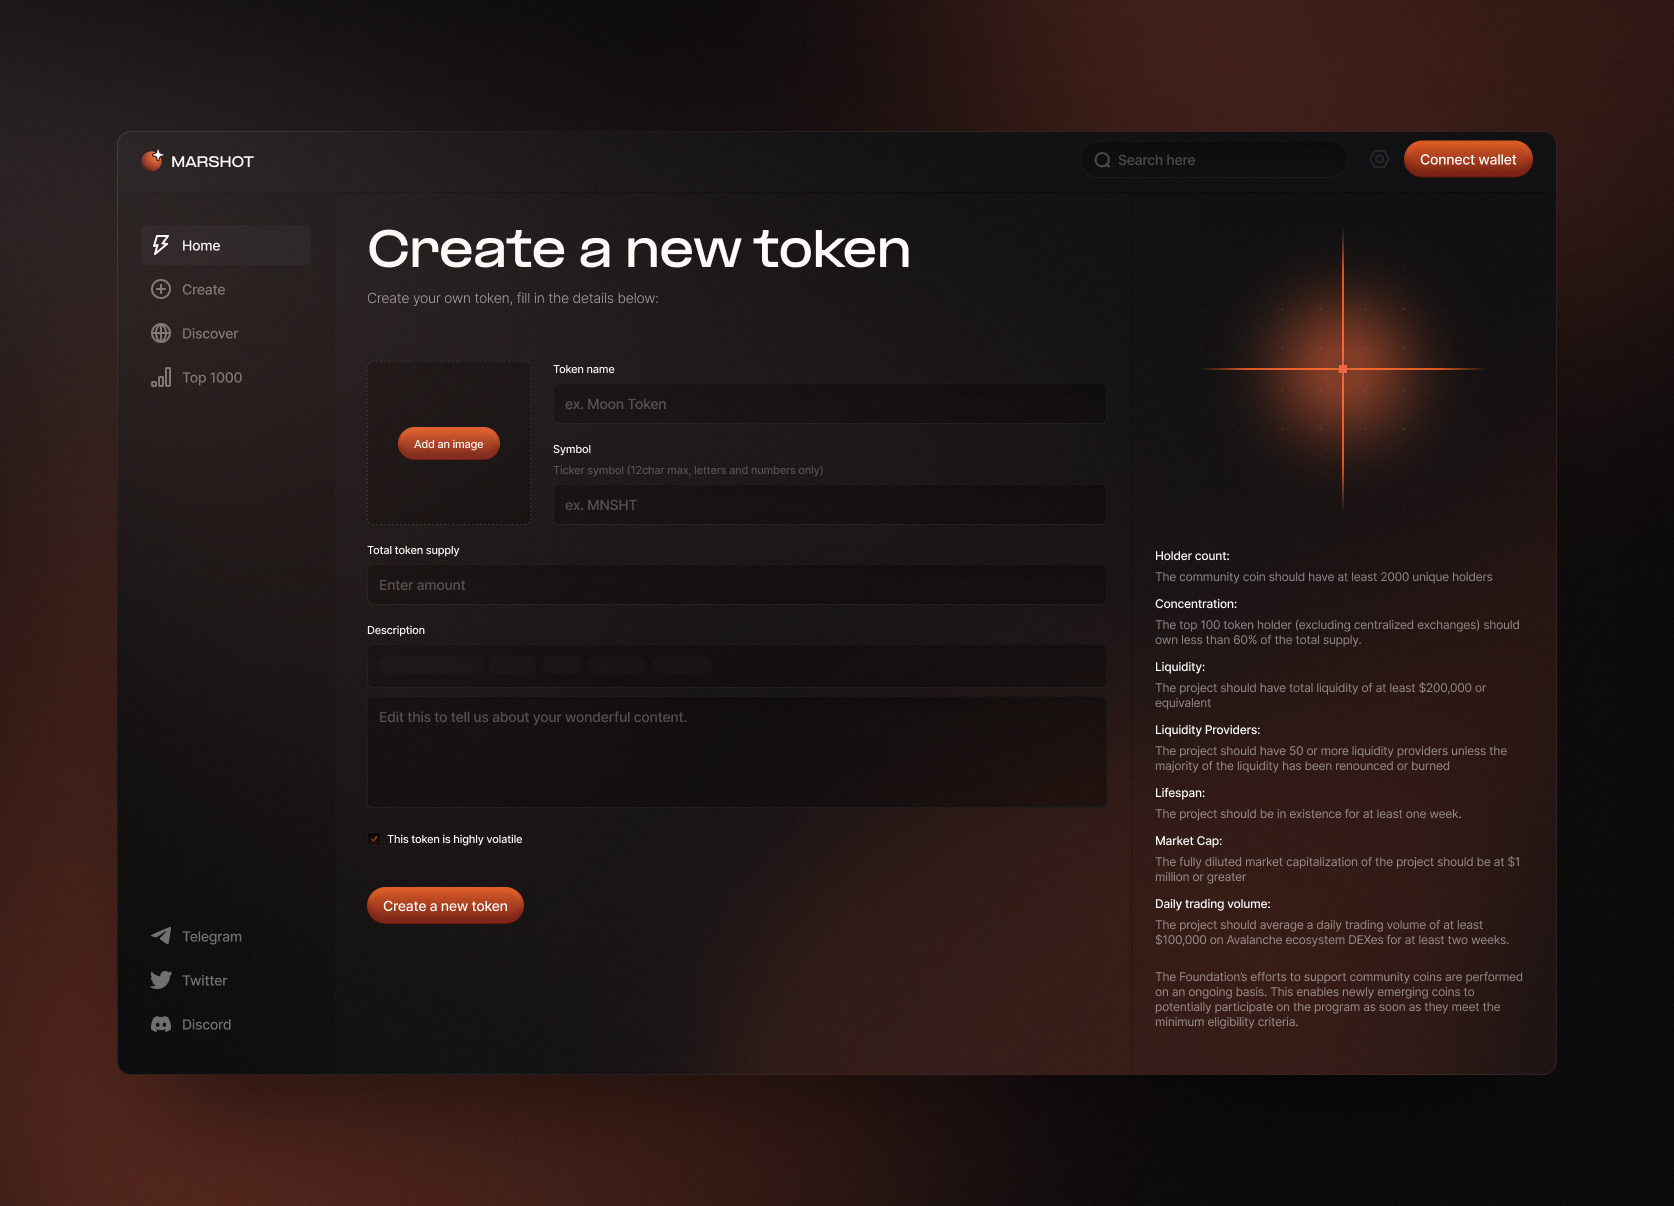 MARSHOT
Search here
Connect wallet
Home
Create
Discover
Top 1000
Telegram
Twitter
Discord
Create a new token
Create your own token, fill in the details below:
Add an image
Token name
ex. Moon Token
Symbol
Ticker symbol (12char max, letters and numbers only)
ex. MNSHT
Total token supply
Enter amount
Description
Edit this to tell us about your wonderful content.
This token is highly volatile
Create a new token
Holder count:
The community coin should have at least 2000 unique holders
Concentration:
The top 100 token holder (excluding centralized exchanges) should
own less than 60% of the total supply.
Liquidity:
The project should have total liquidity of at least $200,000 or
equivalent
Liquidity Providers:
The project should have 50 or more liquidity providers unless the
majority of the liquidity has been renounced or burned
Lifespan:
The project should be in existence for at least one week.
Market Cap:
The fully diluted market capitalization of the project should be at $1
million or greater
Daily trading volume:
The project should average a daily trading volume of at least
$100,000 on Avalanche ecosystem DEXes for at least two weeks.
The Foundation's efforts to support community coins are performed
on an ongoing basis. This enables newly emerging coins to
potentially participate on the program as soon as they meet the
minimum eligibility criteria.